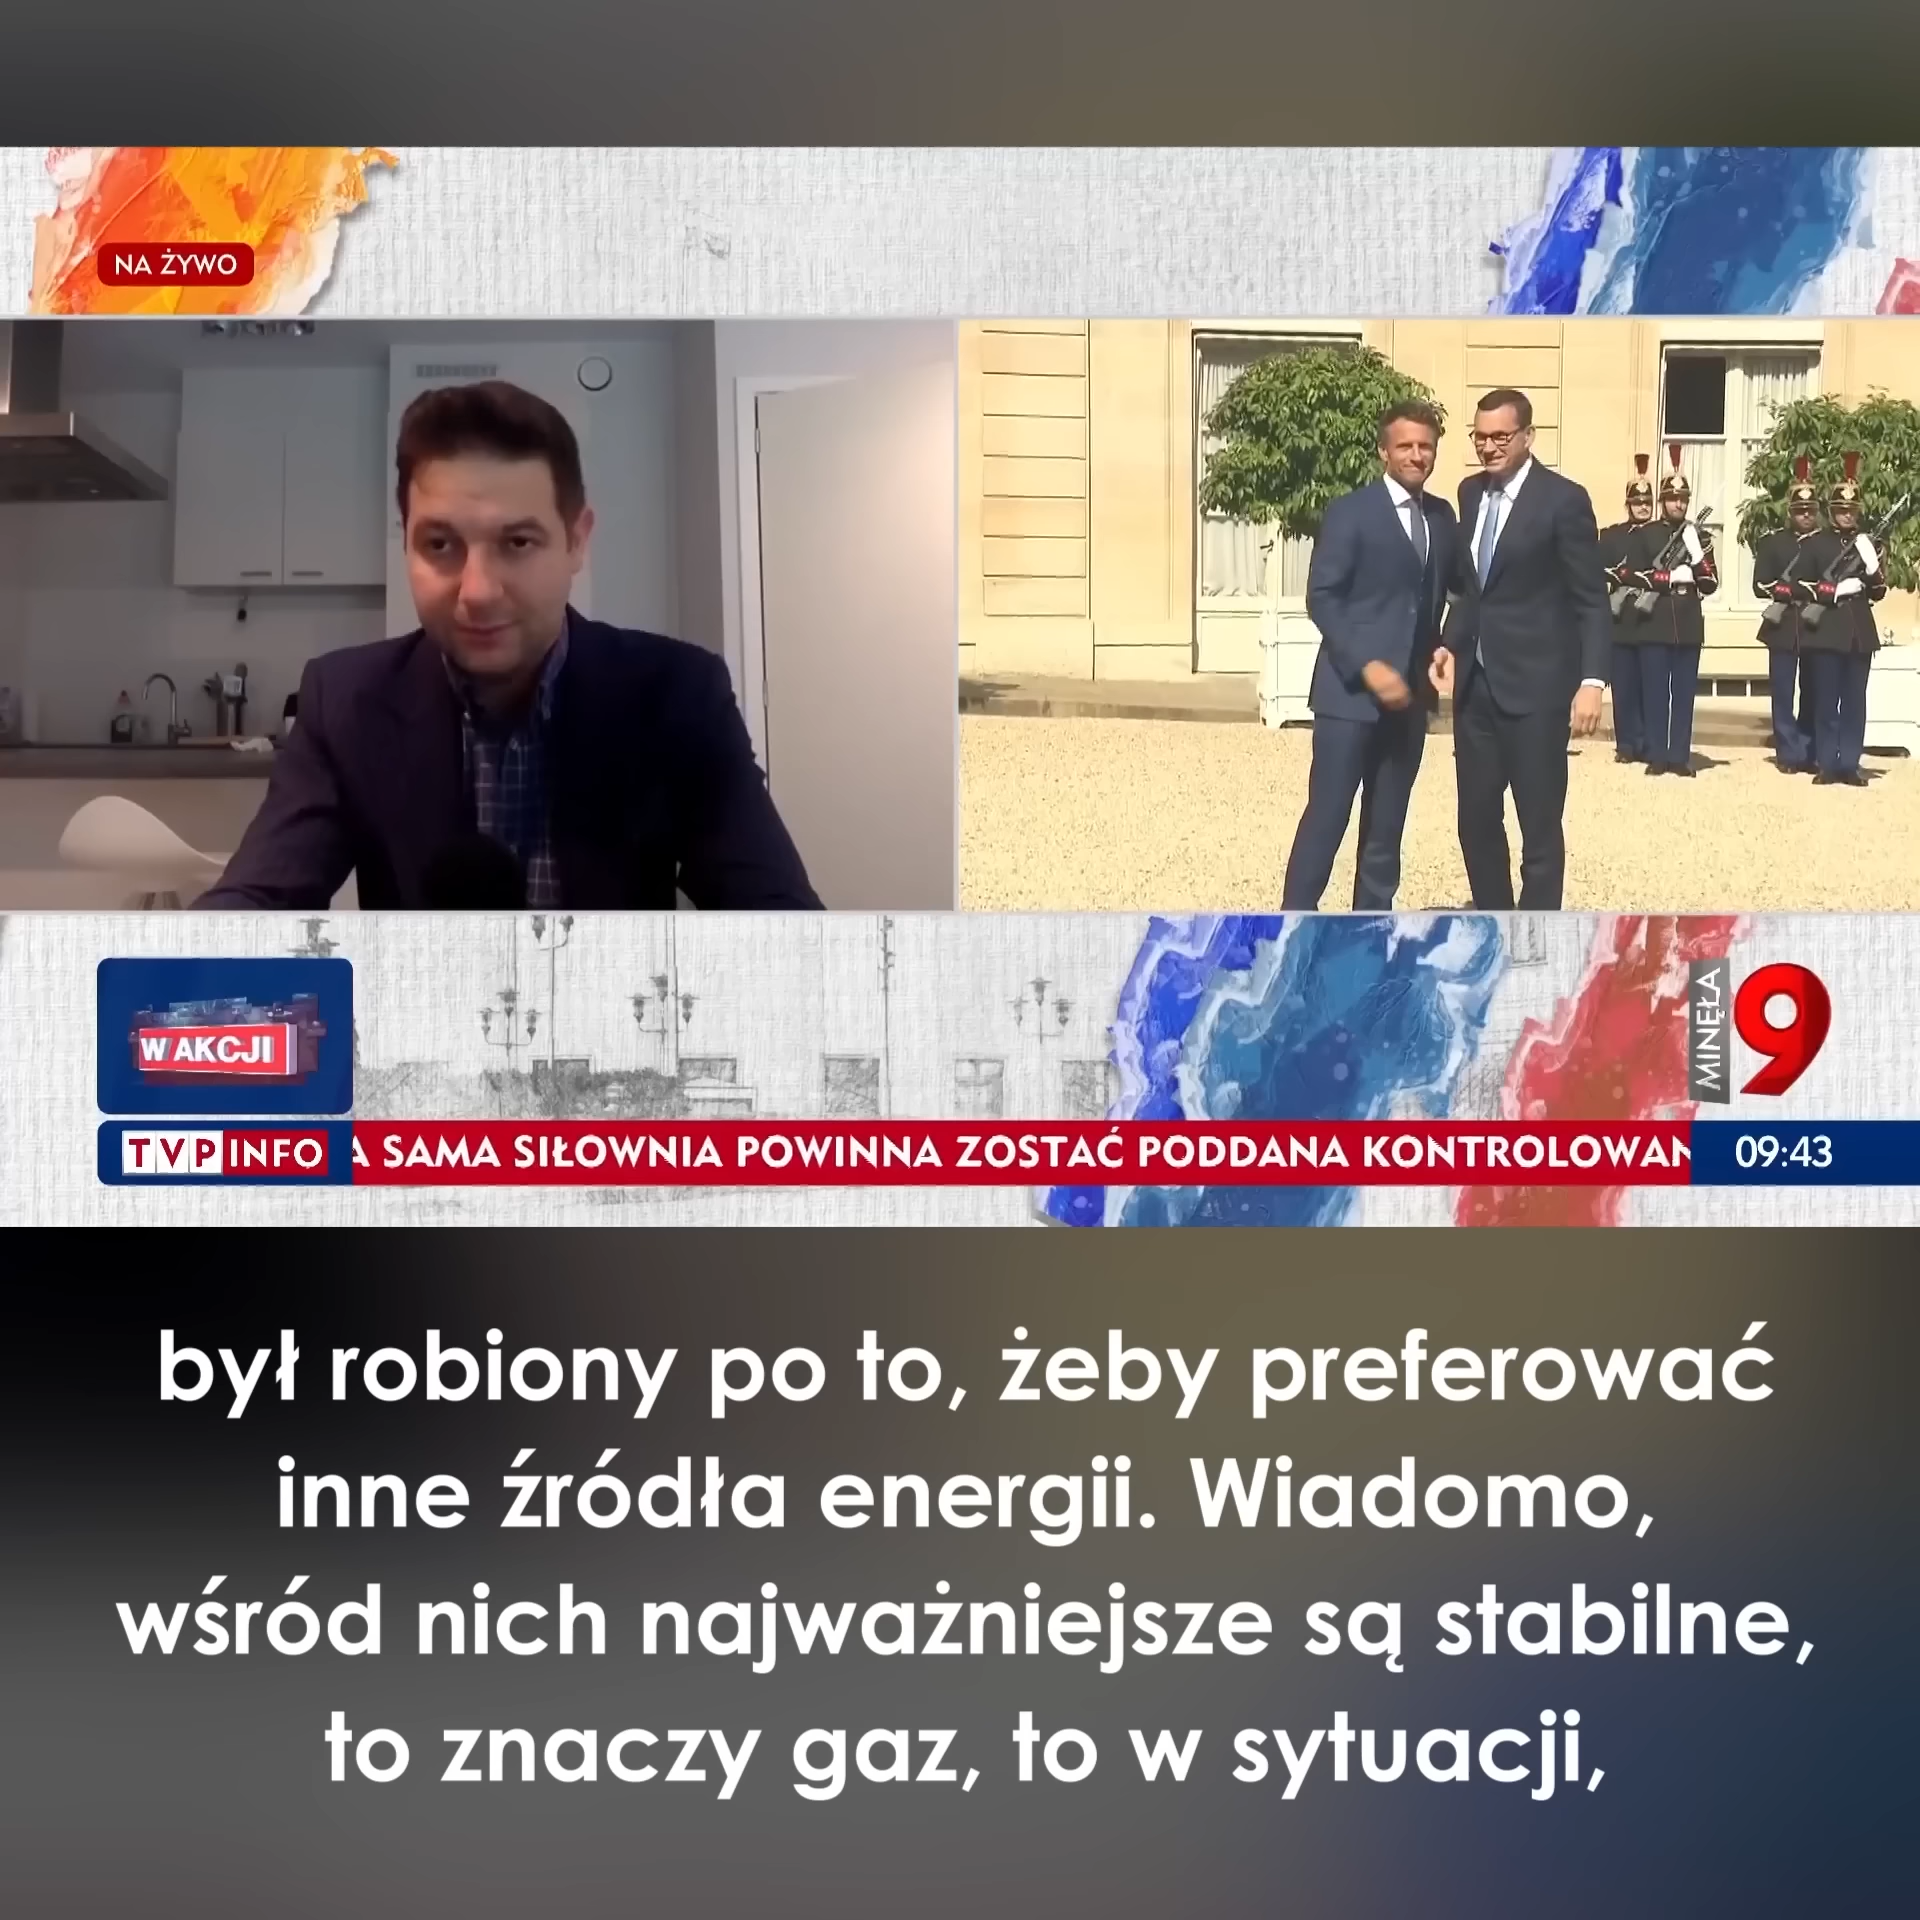 NA ŻYWO
W AKCJI
MINĘŁA 9
TVP INFO
A SAMA SIŁOWNIA POWINNA ZOSTAĆ PODDANA KONTROLOWAN
09:43
był robiony po to, żeby preferować
inne źródła energii. Wiadomo,
wśród nich najważniejsze są stabilne,
to znaczy gaz, to w sytuacji,